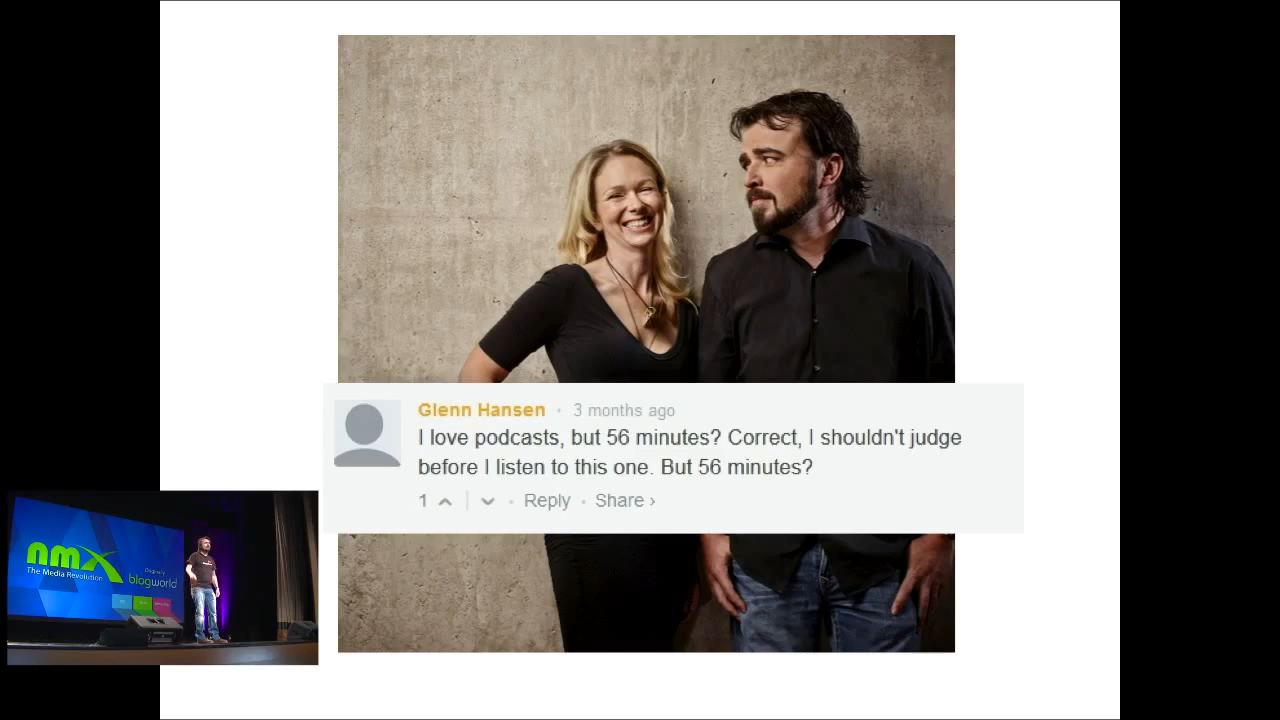 Glenn Hansen • 3 months ago
I love podcasts, but 56 minutes? Correct, I shouldn't judge
before I listen to this one. But 56 minutes?
1 • Reply • Share ›
nmx
The Media Revolution
Originally
blogworld